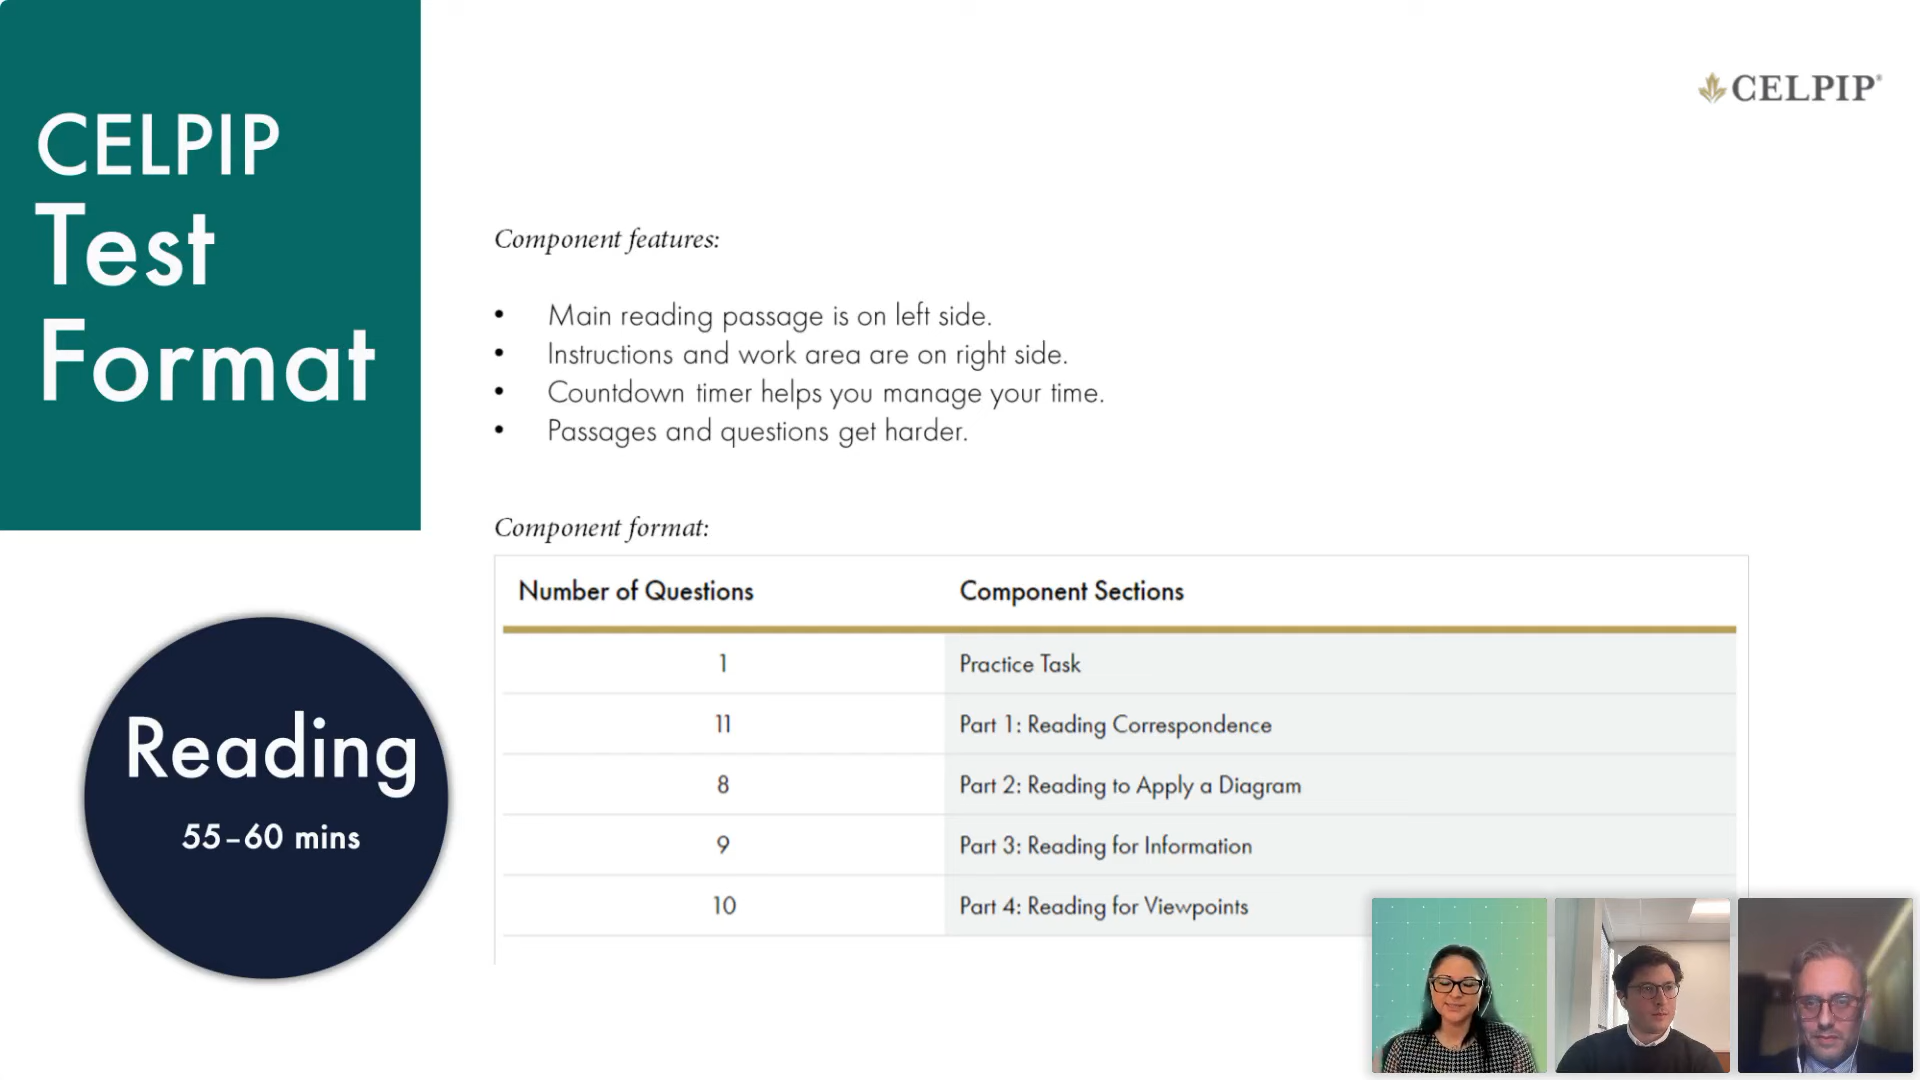 CELPIP
Test
Format
CELPIP®
Component features:
• Main reading passage is on left side.
• Instructions and work area are on right side.
• Countdown timer helps you manage your time.
• Passages and questions get harder.
Component format:
Number of Questions Component Sections
1 Practice Task
11 Part 1: Reading Correspondence
8 Part 2: Reading to Apply a Diagram
9 Part 3: Reading for Information
10 Part 4: Reading for Viewpoints
Reading
55–60 mins